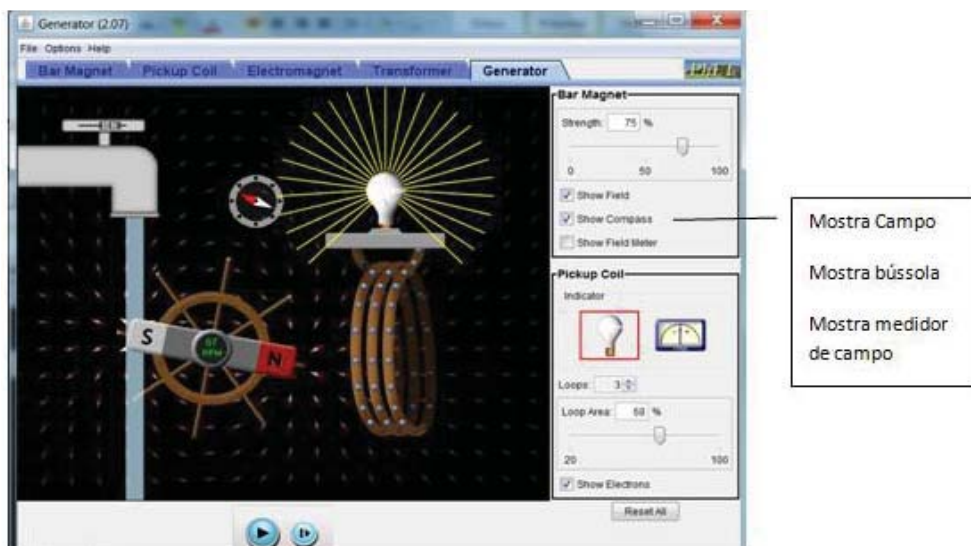 Generator (2.07)
File Options Help
Bar Magnet Pickup Coil Electromagnet Transformer Generator
Bar Magnet
Strength: 75 %
0 50 100
Show Field
Show Compass
Show Field Meter
Pickup Coil
Indicator
Loops: 3
Loop Area: 58 %
20 100
Show Electrons
Reset All
S
RPM
N
Mostra Campo
Mostra bússola
Mostra medidor
de campo